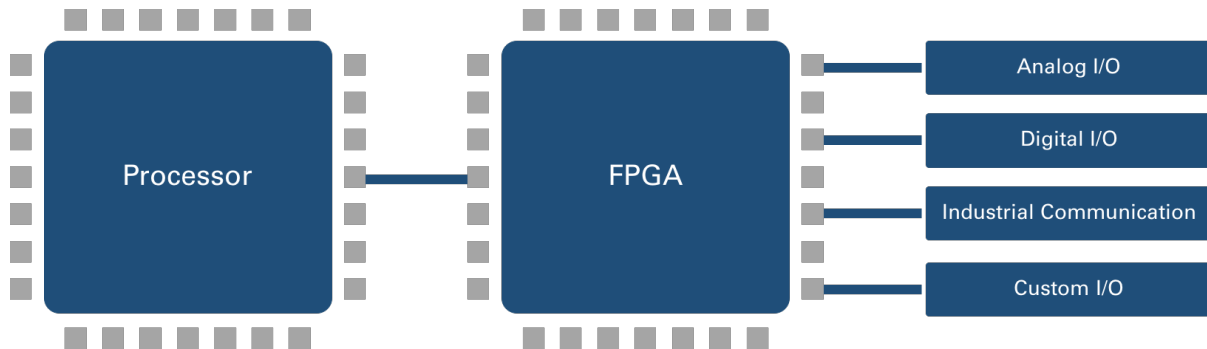 Processor
FPGA
Analog I/O
Digital I/O
Industrial Communication
Custom I/O